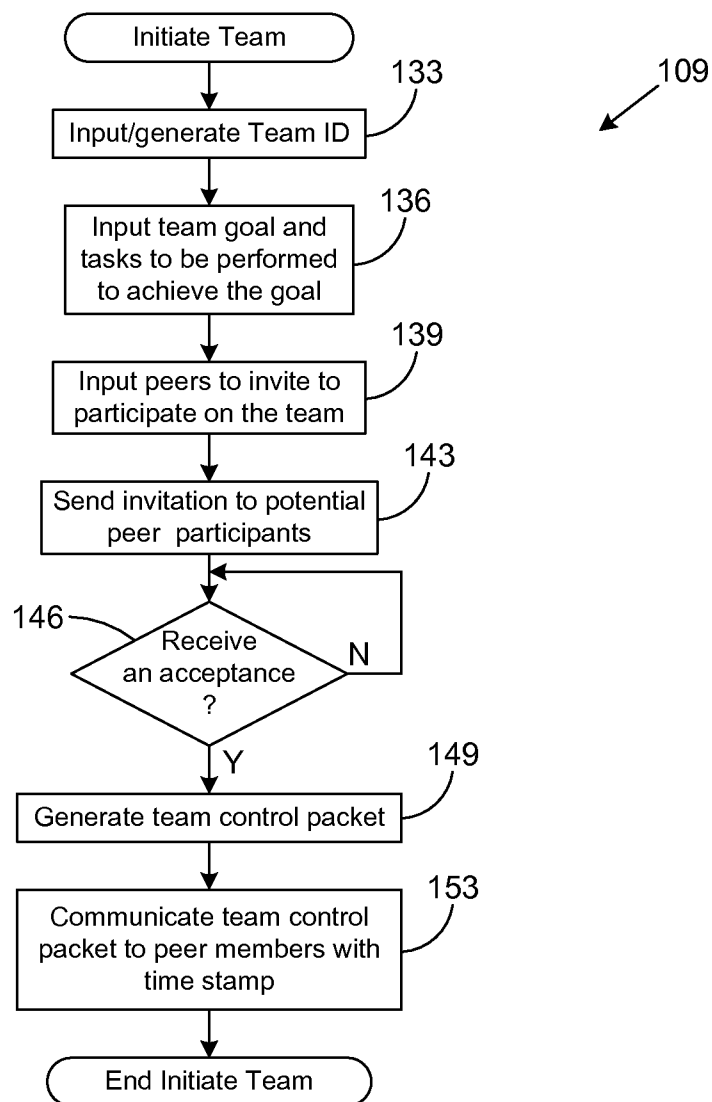 Initiate Team
133
109
Input/generate Team ID
136
Input team goal and
tasks to be performed
to achieve the goal
139
Input peers to invite to
participate on the team
143
Send invitation to potential
peer participants
146
Receive
an acceptance
?
N
Y
149
Generate team control packet
153
Communicate team control
packet to peer members with
time stamp
End Initiate Team